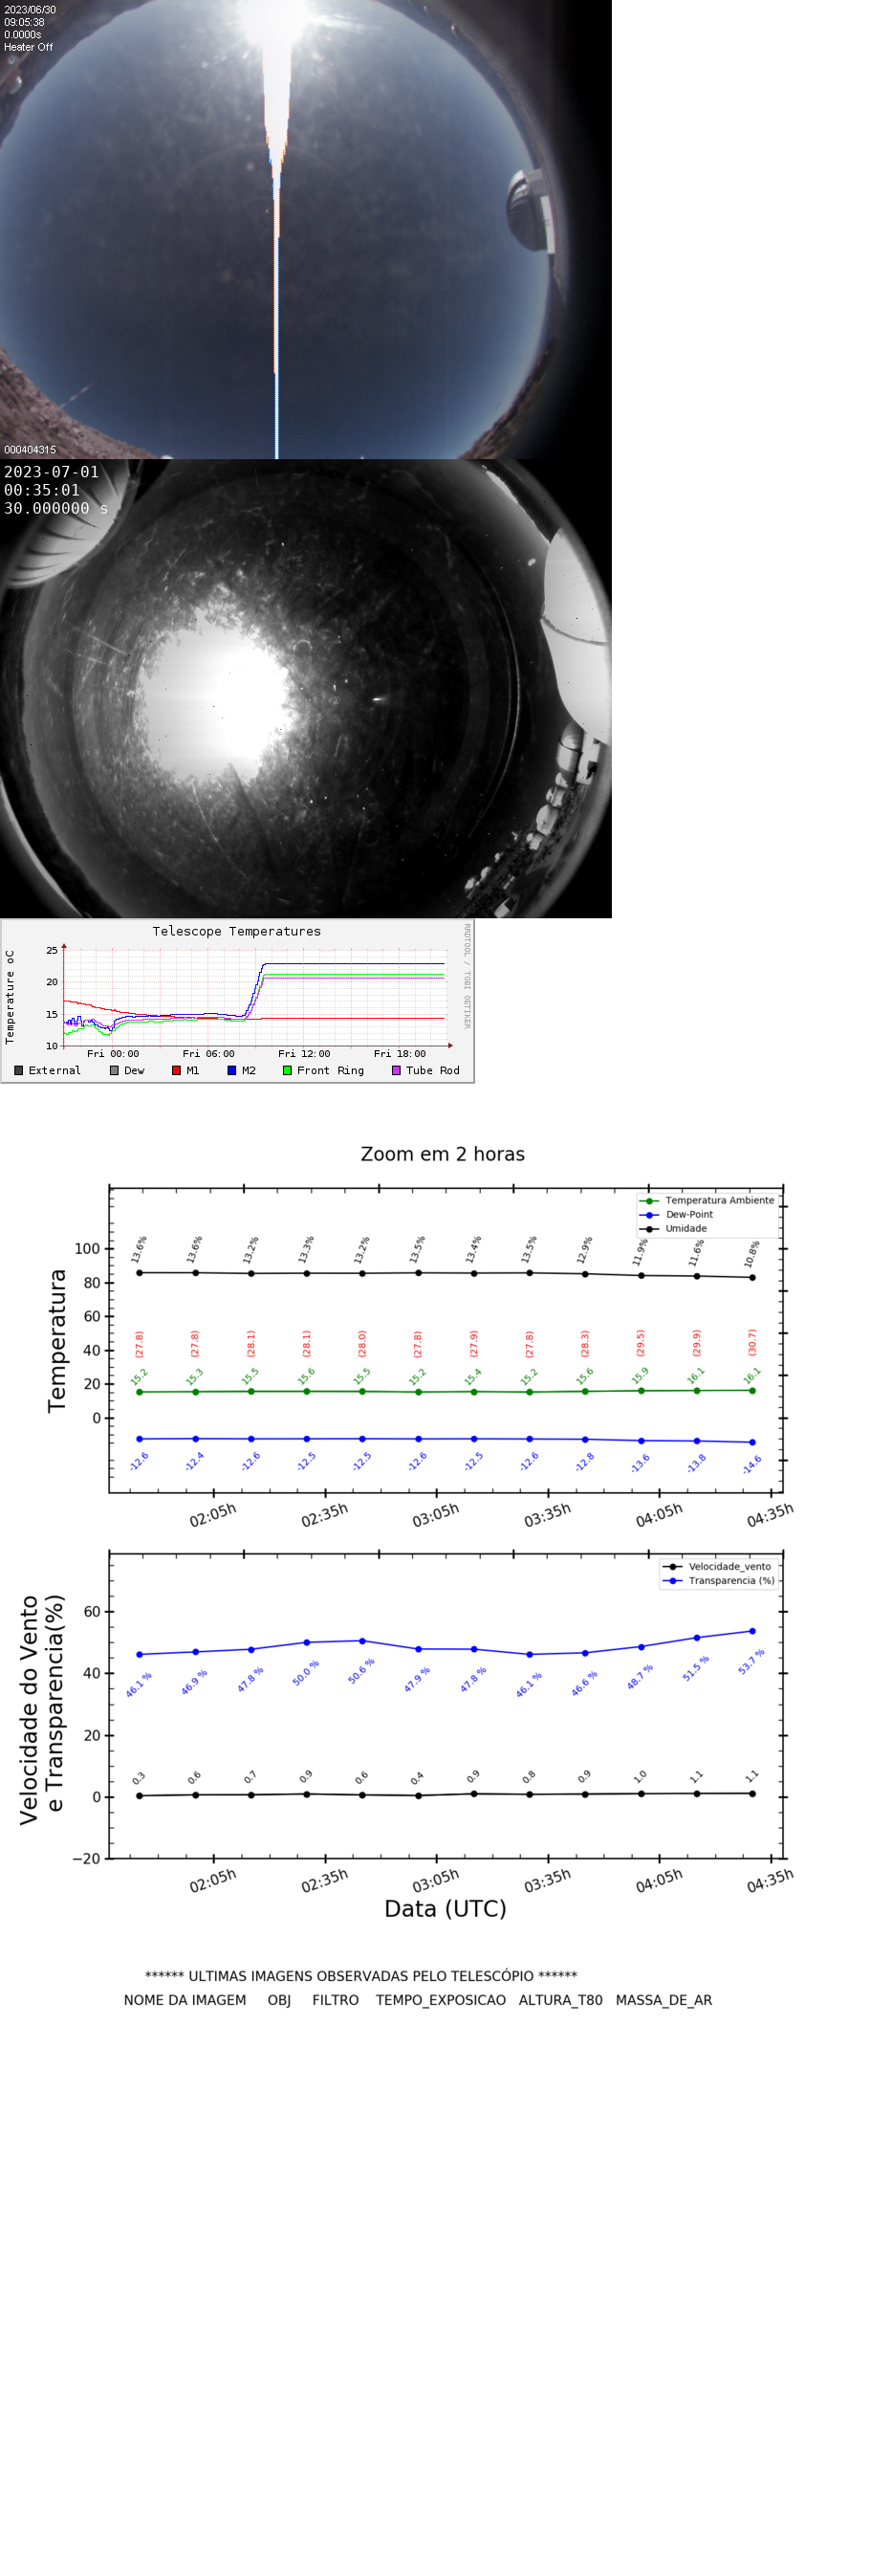 2023/06/30
09:05:38
0.0000s
Heater Off
000404315
2023-07-01
00:35:01
30.000000 s
Telescope Temperatures
RRDTOOL / TOBI OETIKER
Temperature oC
25
20
15
10
Fri 00:00 Fri 06:00 Fri 12:00 Fri 18:00
External Dew M1 M2 Front Ring Tube Rod
Zoom em 2 horas
Temperatura Ambiente
Dew-Point
Umidade
Temperatura
100
80
60
40
20
0
13.6% 13.6% 13.2% 13.3% 13.2% 13.5% 13.4% 13.5% 12.9% 11.9% 11.6% 10.8%
(27.8) (27.8) (28.1) (28.1) (28.0) (27.8) (27.9) (27.8) (28.3) (29.5) (29.9) (30.7)
15.2 15.3 15.5 15.6 15.5 15.2 15.4 15.2 15.6 15.9 16.1 16.1
-12.6 -12.4 -12.6 -12.5 -12.5 -12.6 -12.5 -12.6 -12.8 -13.6 -13.8 -14.6
02:05h 02:35h 03:05h 03:35h 04:05h 04:35h
Velocidade_vento
Transparencia (%)
Velocidade do Vento
e Transparencia(%)
60
40
20
0
−20
46.1 % 46.9 % 47.8 % 50.0 % 50.6 % 47.9 % 47.8 % 46.1 % 46.6 % 48.7 % 51.5 % 53.7 %
0.3 0.6 0.7 0.9 0.6 0.4 0.9 0.8 0.9 1.0 1.1 1.1
02:05h 02:35h 03:05h 03:35h 04:05h 04:35h
Data (UTC)
****** ULTIMAS IMAGENS OBSERVADAS PELO TELESCÓPIO ******
NOME DA IMAGEM OBJ FILTRO TEMPO_EXPOSICAO ALTURA_T80 MASSA_DE_AR